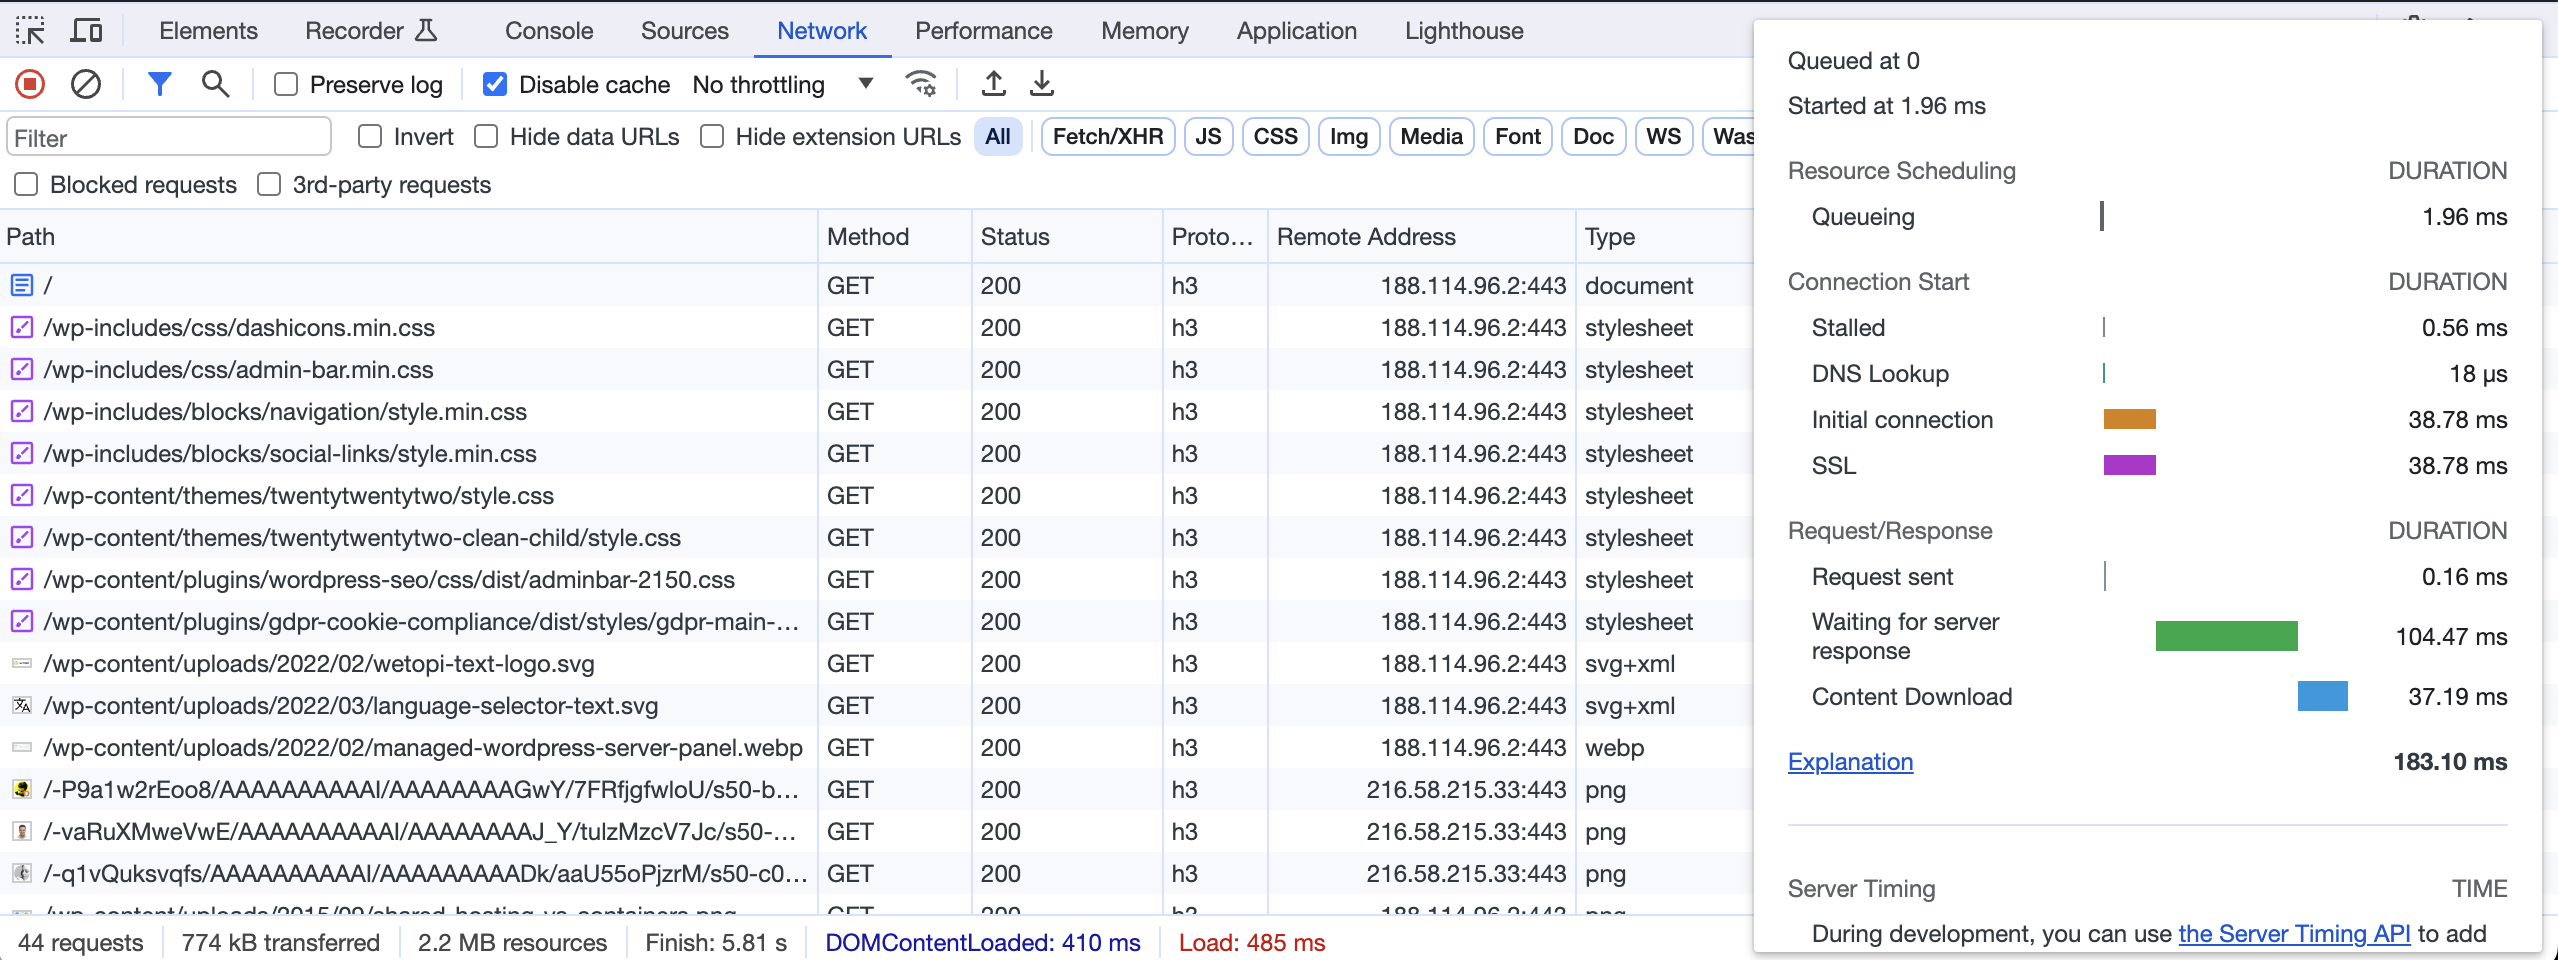 Elements Recorder Console Sources Network Performance Memory Application Lighthouse
Preserve log Disable cache No throttling
Filter Invert Hide data URLs Hide extension URLs All Fetch/XHR JS CSS Img Media Font Doc WS Was
Blocked requests 3rd-party requests
Path Method Status Proto... Remote Address Type
/ GET 200 h3 188.114.96.2:443 document
/wp-includes/css/dashicons.min.css GET 200 h3 188.114.96.2:443 stylesheet
/wp-includes/css/admin-bar.min.css GET 200 h3 188.114.96.2:443 stylesheet
/wp-includes/blocks/navigation/style.min.css GET 200 h3 188.114.96.2:443 stylesheet
/wp-includes/blocks/social-links/style.min.css GET 200 h3 188.114.96.2:443 stylesheet
/wp-content/themes/twentytwentytwo/style.css GET 200 h3 188.114.96.2:443 stylesheet
/wp-content/themes/twentytwentytwo-clean-child/style.css GET 200 h3 188.114.96.2:443 stylesheet
/wp-content/plugins/wordpress-seo/css/dist/adminbar-2150.css GET 200 h3 188.114.96.2:443 stylesheet
/wp-content/plugins/gdpr-cookie-compliance/dist/styles/gdpr-main-... GET 200 h3 188.114.96.2:443 stylesheet
/wp-content/uploads/2022/02/wetopi-text-logo.svg GET 200 h3 188.114.96.2:443 svg+xml
/wp-content/uploads/2022/03/language-selector-text.svg GET 200 h3 188.114.96.2:443 svg+xml
/wp-content/uploads/2022/02/managed-wordpress-server-panel.webp GET 200 h3 188.114.96.2:443 webp
/-P9a1w2rEoo8/AAAAAAAAAAI/AAAAAAAAGwY/7FRfjgfwloU/s50-b... GET 200 h3 216.58.215.33:443 png
/-vaRuXMweVwE/AAAAAAAAAAI/AAAAAAAAJ_Y/tulzMzcV7Jc/s50-... GET 200 h3 216.58.215.33:443 png
/-q1vQuksvqfs/AAAAAAAAAAI/AAAAAAAAADk/aaU55oPjzrM/s50-c0... GET 200 h3 216.58.215.33:443 png
/wp-content/uploads/2015/09/shared-hosting-vs-containers.png GET 200 h3 188.114.96.2:443 png
44 requests 774 kB transferred 2.2 MB resources Finish: 5.81 s DOMContentLoaded: 410 ms Load: 485 ms
Queued at 0
Started at 1.96 ms
Resource Scheduling DURATION
Queueing 1.96 ms
Connection Start DURATION
Stalled 0.56 ms
DNS Lookup 18 µs
Initial connection 38.78 ms
SSL 38.78 ms
Request/Response DURATION
Request sent 0.16 ms
Waiting for server
response 104.47 ms
Content Download 37.19 ms
Explanation 183.10 ms
Server Timing TIME
During development, you can use the Server Timing API to add